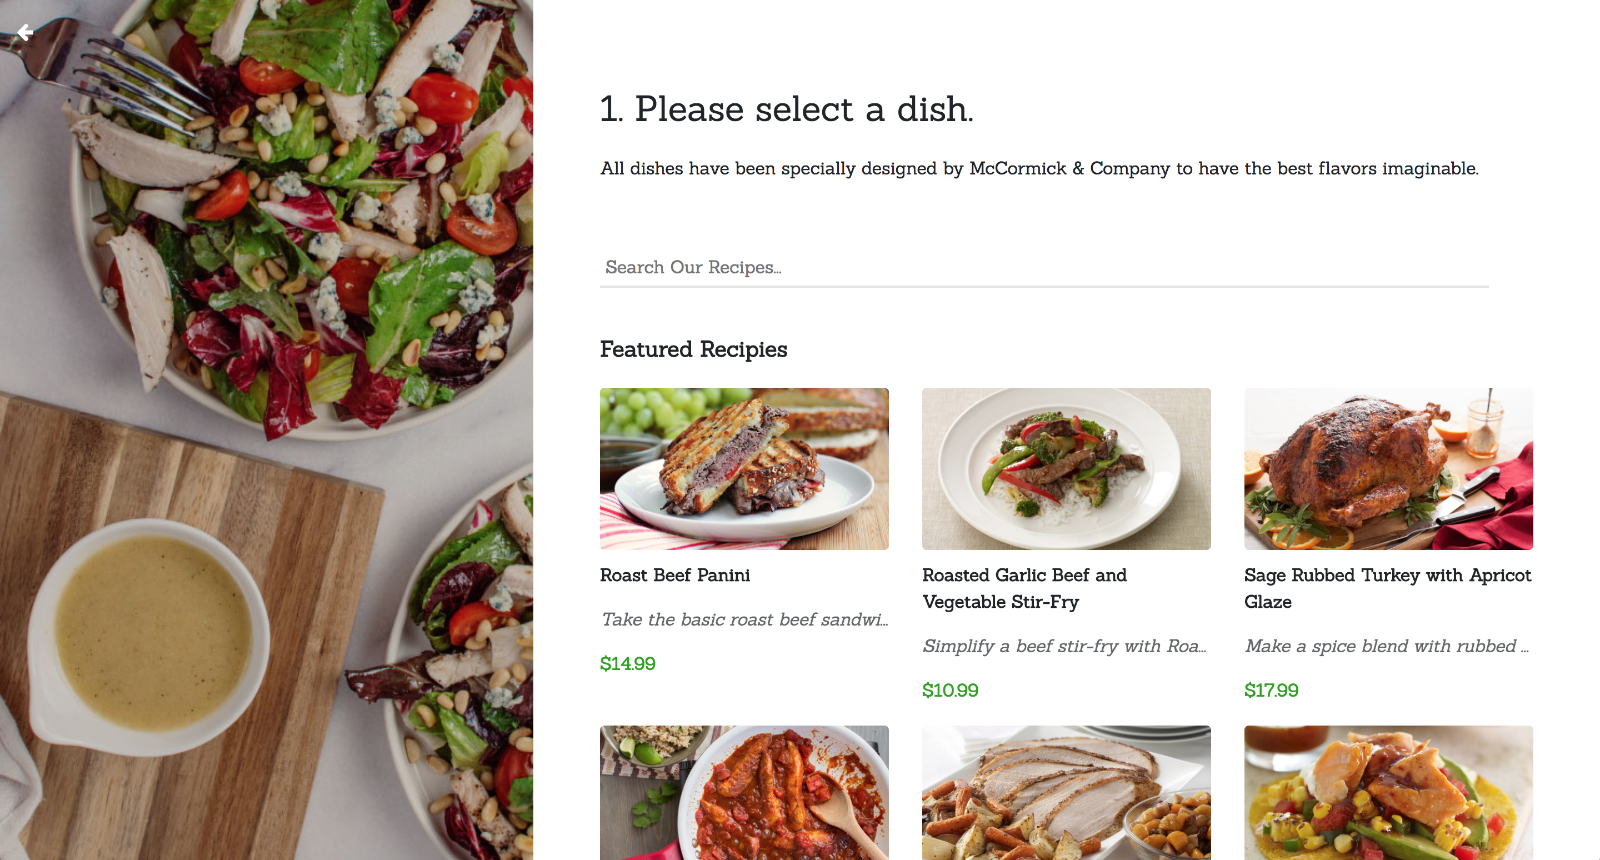 1. Please select a dish.
All dishes have been specially designed by McCormick & Company to have the best flavors imaginable.
Search Our Recipes...
Featured Recipies
Roast Beef Panini
Take the basic roast beef sandwi...
$14.99
Roasted Garlic Beef and
Vegetable Stir-Fry
Simplify a beef stir-fry with Roa...
$10.99
Sage Rubbed Turkey with Apricot
Glaze
Make a spice blend with rubbed ...
$17.99